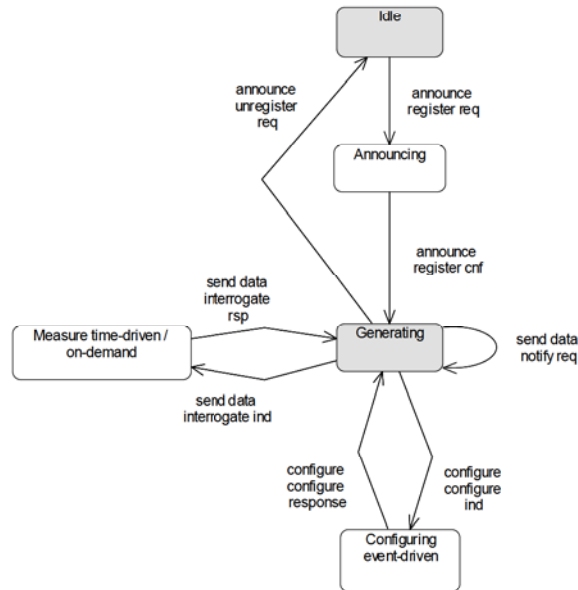 Idle
announce
unregister
req
announce
register req
Announcing
announce
register cnf
send data
interrogate
rsp
Measure time-driven /
on-demand
Generating
send data
notify req
send data
interrogate ind
configure
configure
response
configure
configure
ind
Configuring
event-driven